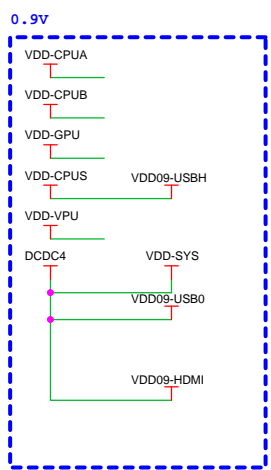 0.9V
VDD-CPUA
VDD-CPUB
VDD-GPU
VDD-CPUS VDD09-USBH
VDD-VPU
DCDC4 VDD-SYS
VDD09-USB0
VDD09-HDMI